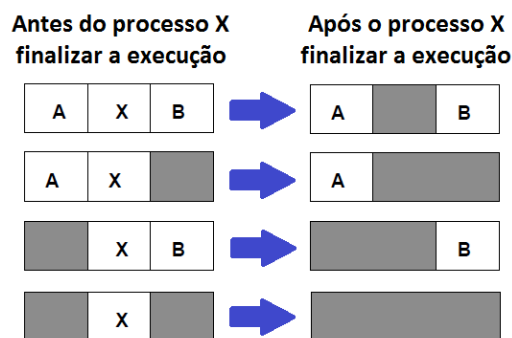 Antes do processo X
finalizar a execução
Após o processo X
finalizar a execução
A X B
A B
A X
A
X B
B
X